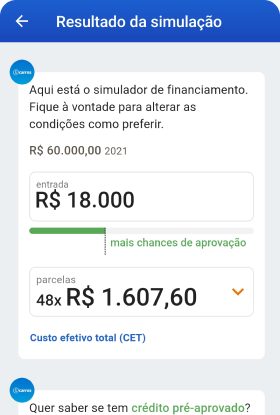 Resultado da simulação
Aqui está o simulador de financiamento.
Fique à vontade para alterar as
condições como preferir.
R$ 60.000,00 2021
entrada
R$ 18.000
mais chances de aprovação
parcelas
48x R$ 1.607,60
Custo efetivo total (CET)
Quer saber se tem crédito pré-aprovado?